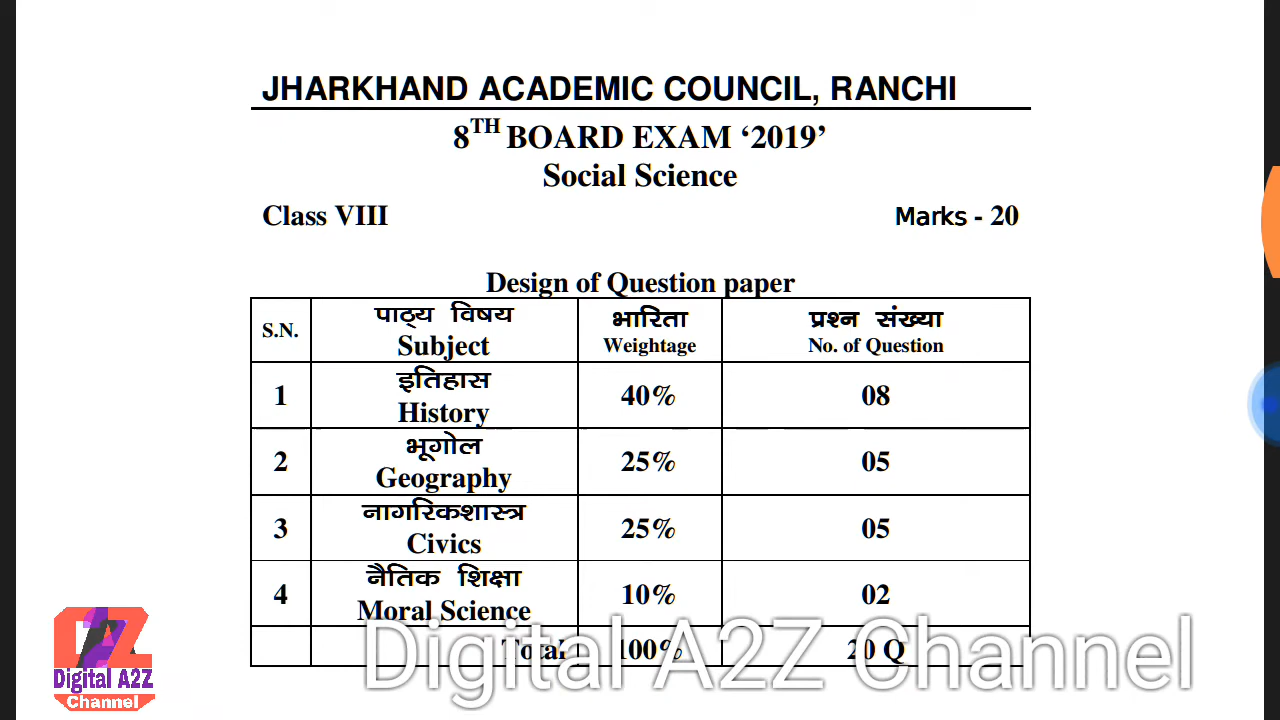 JHARKHAND ACADEMIC COUNCIL, RANCHI
8TH BOARD EXAM ‘2019’
Social Science
Class VIII Marks - 20
Design of Question paper
S.N. पाठ्य विषय Subject भारिता Weightage प्रश्न संख्या No. of Question
1 इतिहास History 40% 08
2 भूगोल Geography 25% 05
3 नागरिकशास्त्र Civics 25% 05
4 नैतिक शिक्षा Moral Science 10% 02
Total 100% 20 Q
Digital A2Z Channel
A2Z
Digital A2Z
Channel